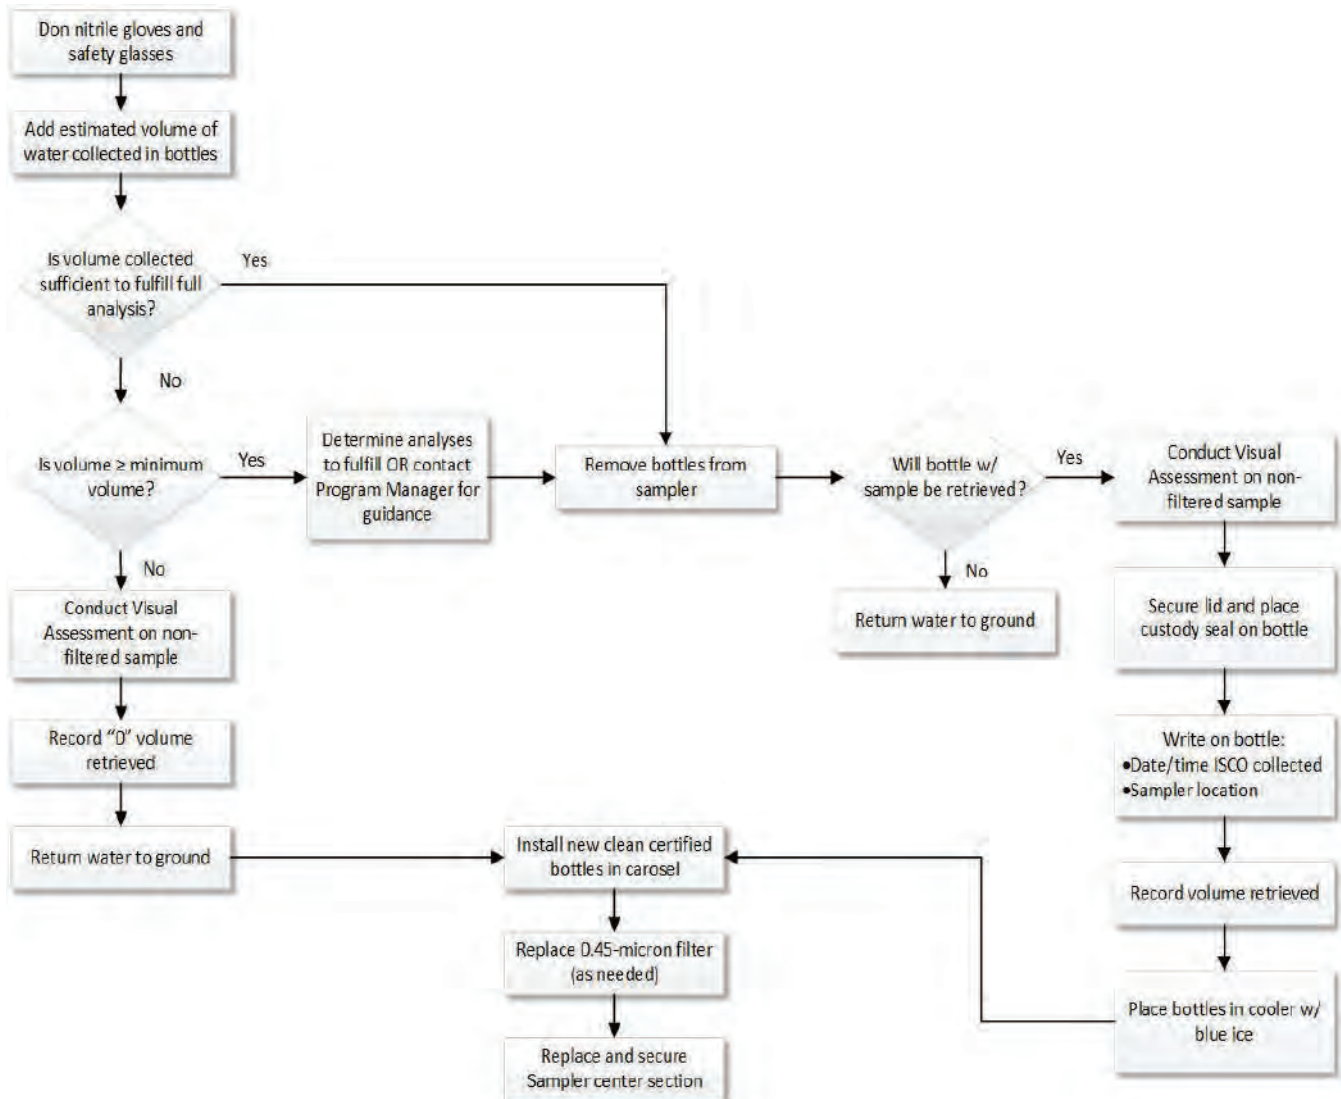 Don nitrile gloves and
safety glasses
Add estimated volume of
water collected in bottles
Is volume collected
sufficient to fulfill full
analysis?
Yes
No
Is volume ≥ minimum
volume?
Yes
Determine analyses
to fulfill OR contact
Program Manager for
guidance
Remove bottles from
sampler
Will bottle w/
sample be retrieved?
Yes
Conduct Visual
Assessment on non-
filtered sample
No
Return water to ground
Secure lid and place
custody seal on bottle
No
Conduct Visual
Assessment on non-
filtered sample
Record "0" volume
retrieved
Return water to ground
Write on bottle:
•Date/time ISCO collected
•Sampler location
Record volume retrieved
Place bottles in cooler w/
blue ice
Install new clean certified
bottles in carosel
Replace 0.45-micron filter
(as needed)
Replace and secure
Sampler center section